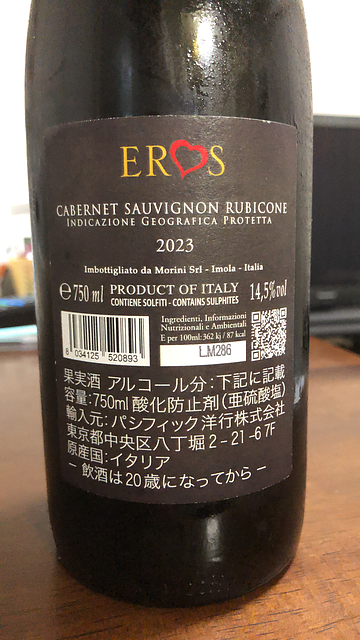 EROS
CABERNET SAUVIGNON RUBICONE
INDICAZIONE GEOGRAFICA PROTETTA
2023
Imbottigliato da Morini Srl - Imola - Italia
℮ 750 ml PRODUCT OF ITALY 14,5%vol
CONTIENE SOLFITI - CONTAINS SULPHITES
Ingredienti, Informazioni
Nutrizionali e Ambientali
E per 100ml: 362 kj / 87 kcal
L.M286
8 034125 520893
果実酒 アルコール分:下記に記載
容量:750ml 酸化防止剤(亜硫酸塩)
輸入元:パシフィック洋行株式会社
東京都中央区八丁堀2-21-6 7F
原産国:イタリア
- 飲酒は20歳になってから -